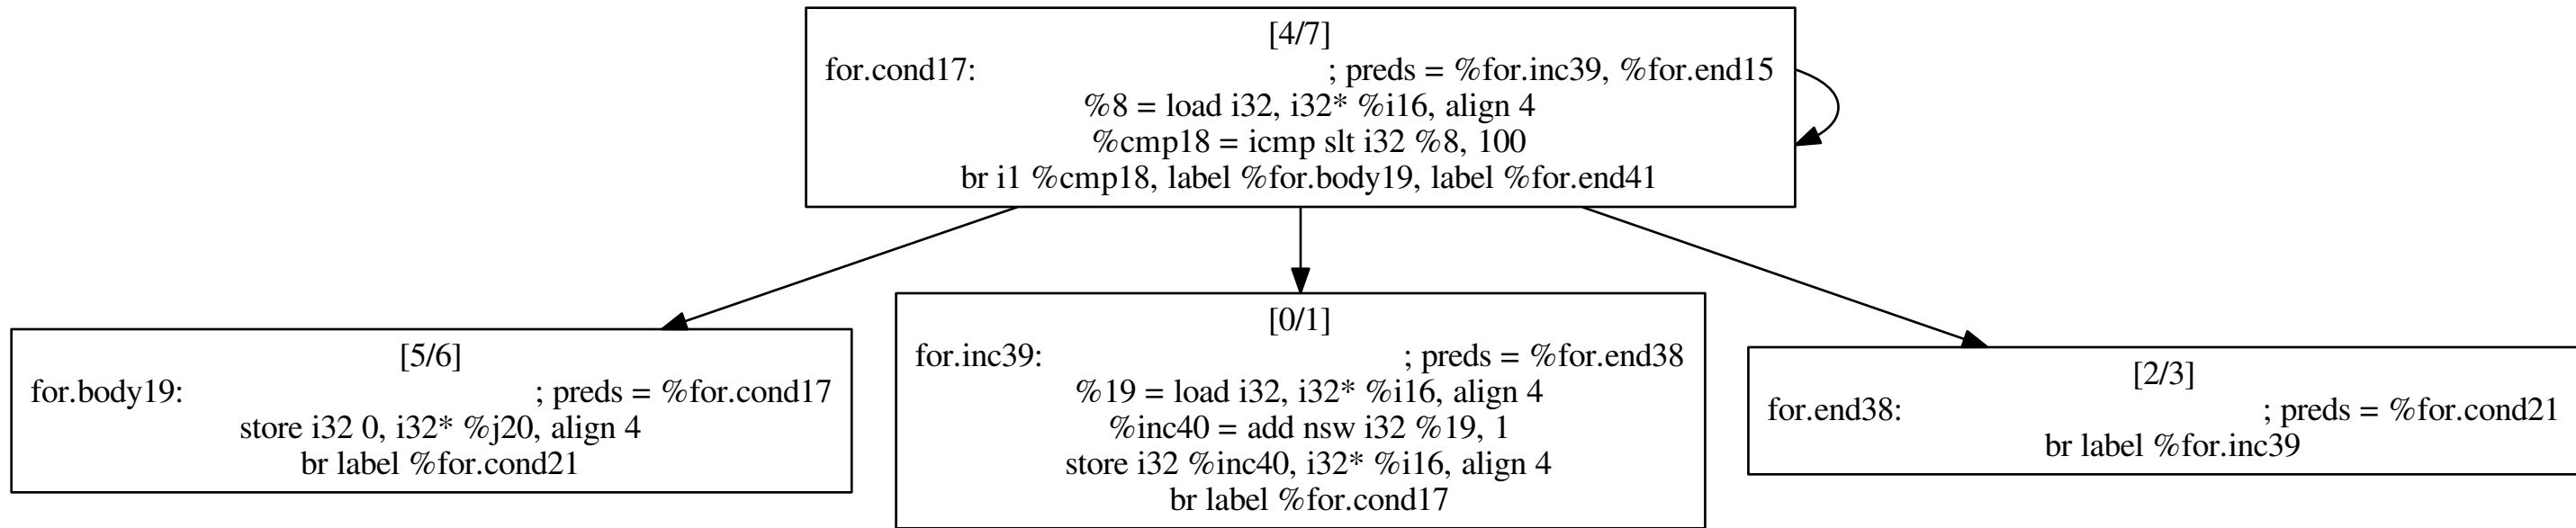 [4/7]
for.cond17: ; preds = %for.inc39, %for.end15
%8 = load i32, i32* %i16, align 4
%cmp18 = icmp slt i32 %8, 100
br i1 %cmp18, label %for.body19, label %for.end41
[5/6]
for.body19: ; preds = %for.cond17
store i32 0, i32* %j20, align 4
br label %for.cond21
[0/1]
for.inc39: ; preds = %for.end38
%19 = load i32, i32* %i16, align 4
%inc40 = add nsw i32 %19, 1
store i32 %inc40, i32* %i16, align 4
br label %for.cond17
[2/3]
for.end38: ; preds = %for.cond21
br label %for.inc39